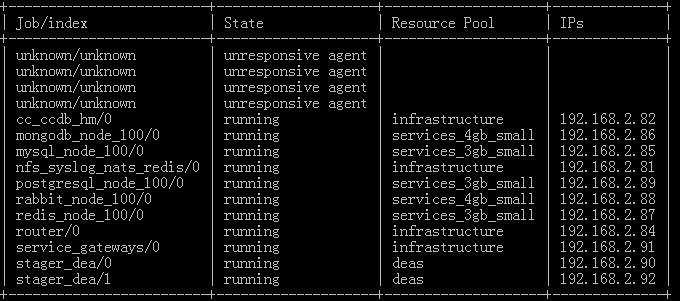 Job/index | State | Resource Pool | IPs
unknown/unknown | unresponsive agent | | |
unknown/unknown | unresponsive agent | | |
unknown/unknown | unresponsive agent | | |
unknown/unknown | unresponsive agent | | |
cc_ccdb_hm/0 | running | infrastructure | 192.168.2.82
mongodb_node_100/0 | running | services_4gb_small | 192.168.2.86
mysql_node_100/0 | running | services_3gb_small | 192.168.2.85
nfs_syslog_nats_redis/0 | running | infrastructure | 192.168.2.81
postgresql_node_100/0 | running | services_3gb_small | 192.168.2.89
rabbit_node_100/0 | running | services_4gb_small | 192.168.2.88
redis_node_100/0 | running | services_3gb_small | 192.168.2.87
router/0 | running | infrastructure | 192.168.2.84
service_gateways/0 | running | infrastructure | 192.168.2.91
stager_dea/0 | running | deas | 192.168.2.90
stager_dea/1 | running | deas | 192.168.2.92